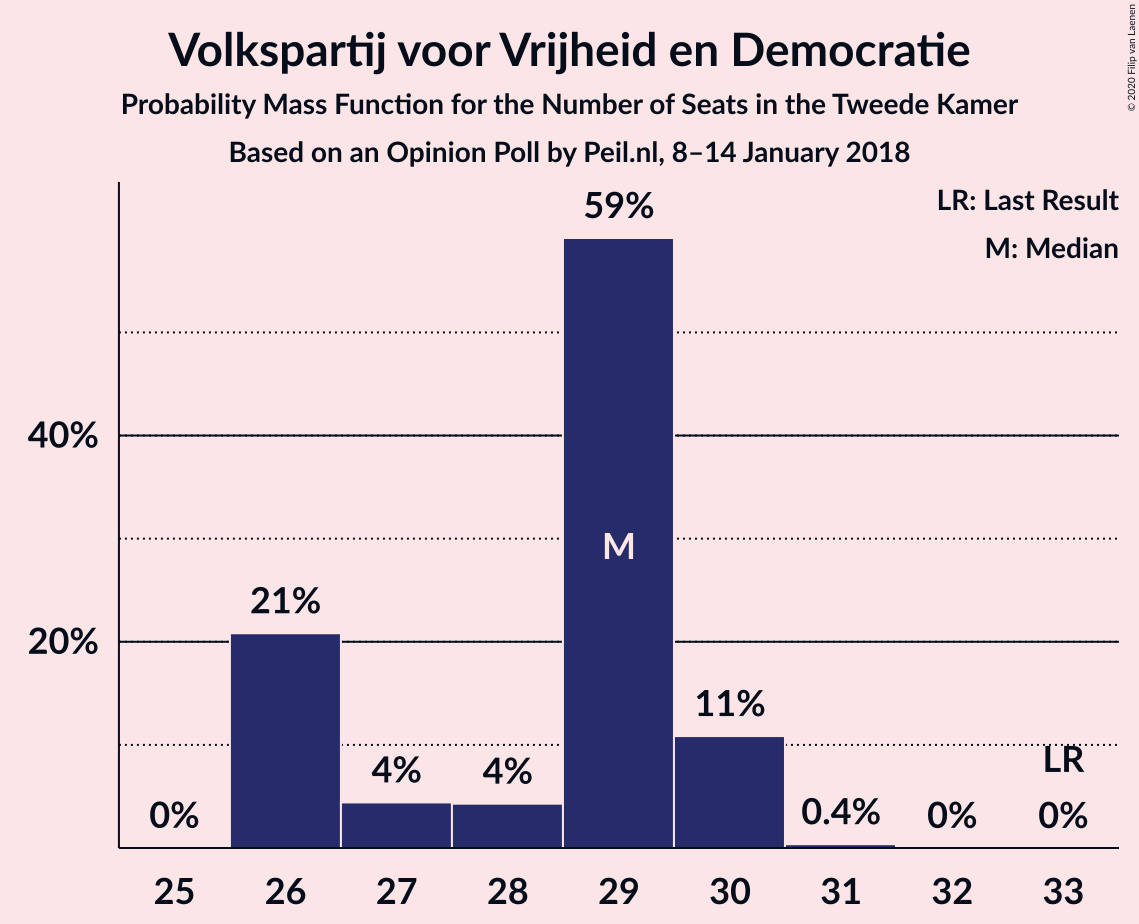 Volkspartij voor Vrijheid en Democratie
Probability Mass Function for the Number of Seats in the Tweede Kamer
Based on an Opinion Poll by Peil.nl, 8–14 January 2018
© 2020 Filip van Laenen
LR: Last Result
M: Median
59%
40%
M
21%
20%
11%
LR
4%
4%
0%
0.4%
0%
0%
25 26 27 28 29 30 31 32 33